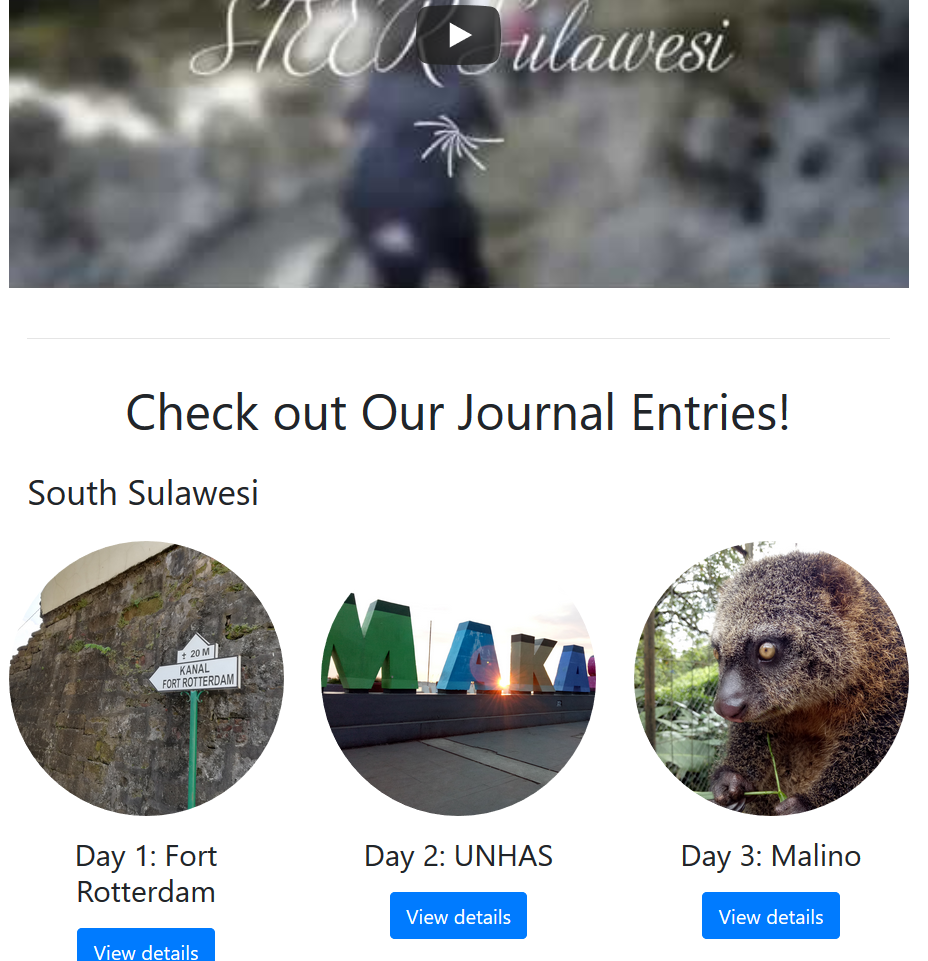 STEER Sulawesi
Check out Our Journal Entries!
South Sulawesi
± 20 M
KANAL
FORT ROTTERDAM
MAKA
Day 1: Fort
Rotterdam
Day 2: UNHAS
Day 3: Malino
View details
View details
View details